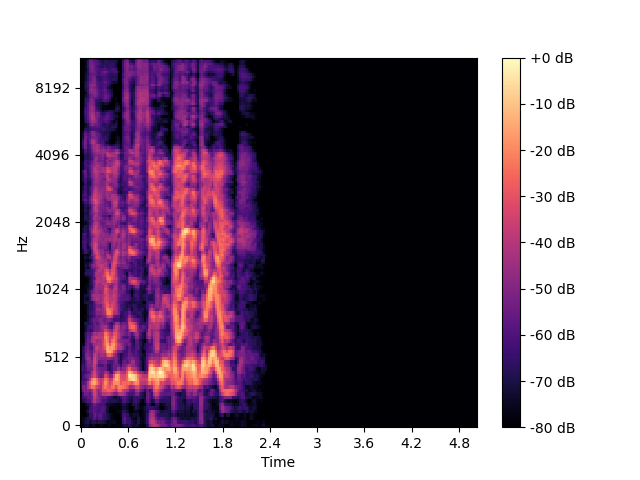 +0 dB
8192
-10 dB
4096
-20 dB
-30 dB
2048
Hz
-40 dB
1024
-50 dB
512
-60 dB
-70 dB
0
-80 dB
0 0.6 1.2 1.8 2.4 3 3.6 4.2 4.8
Time